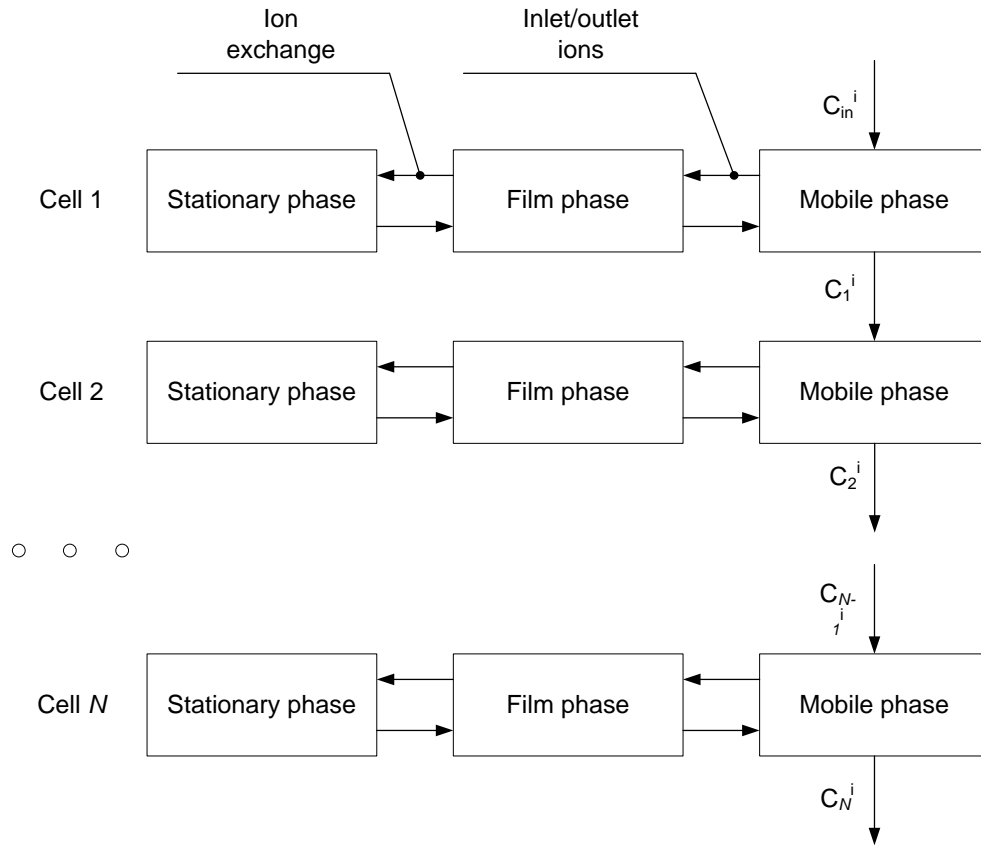 Ion
exchange
Inlet/outlet
ions
C_in^i
Cell 1
Stationary phase
Film phase
Mobile phase
C_1^i
Cell 2
Stationary phase
Film phase
Mobile phase
C_2^i
C_N-
1^i
Cell N
Stationary phase
Film phase
Mobile phase
C_N^i